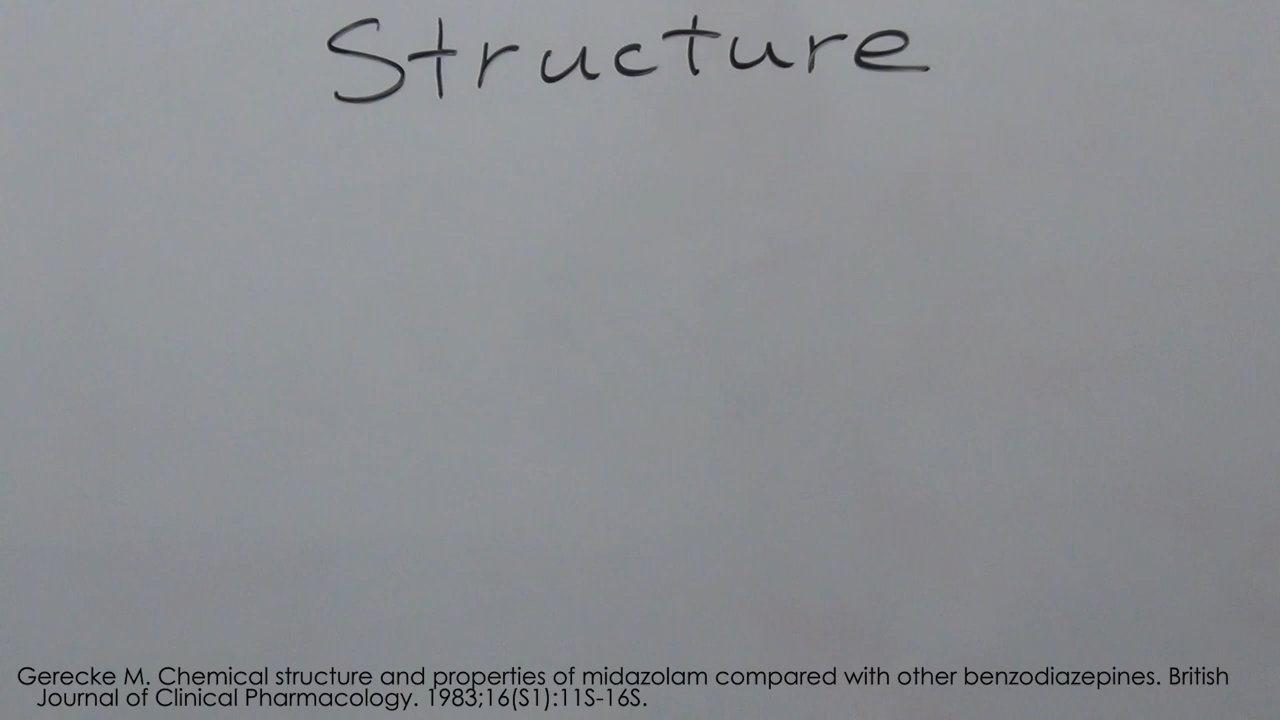 Structure
Gerecke M. Chemical structure and properties of midazolam compared with other benzodiazepines. British
Journal of Clinical Pharmacology. 1983;16(S1):11S-16S.